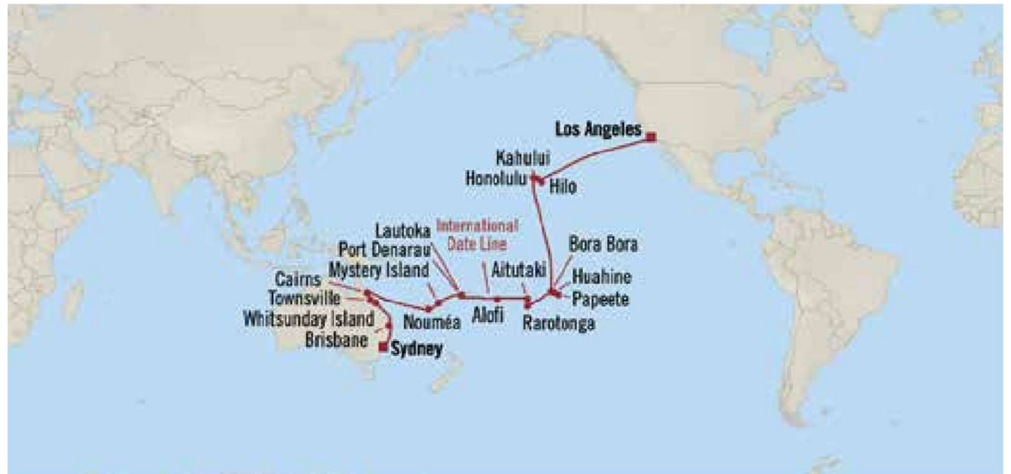 Los Angeles
Kahului
Honolulu
Hilo
Lautoka
International
Date Line
Port Denarau
Bora Bora
Mystery Island
Aitutaki
Huahine
Cairns
Papeete
Townsville
Whitsunday Island
Nouméa
Alofi
Rarotonga
Brisbane
Sydney